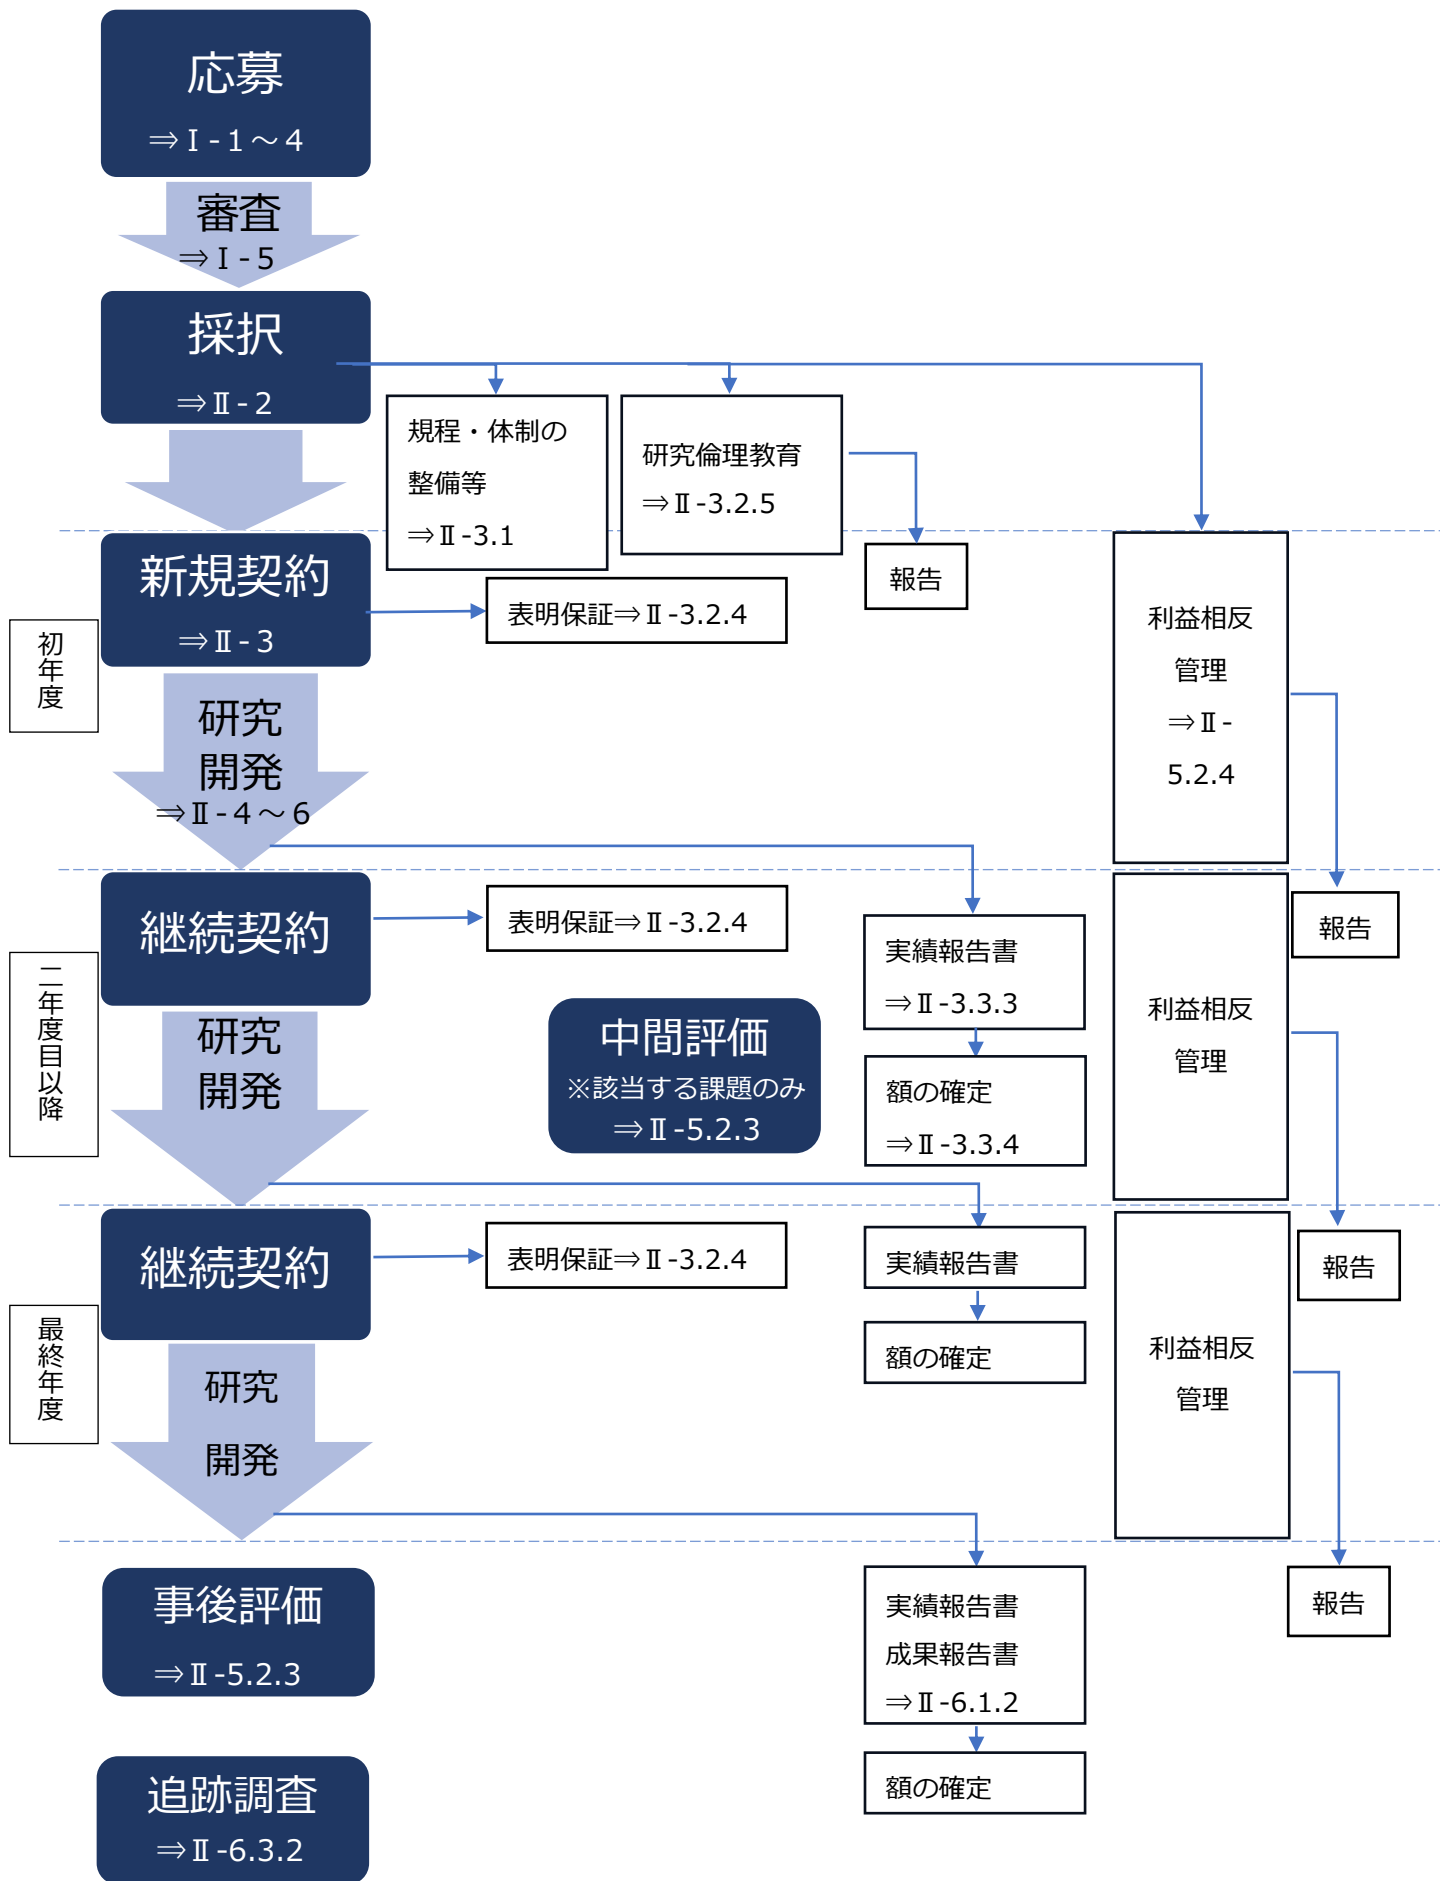 応募
⇒Ⅰ-1～4
審査
⇒Ⅰ-5
採択
⇒Ⅱ-2
規程・体制の
整備等
⇒Ⅱ-3.1
研究倫理教育
⇒Ⅱ-3.2.5
報告
新規契約
⇒Ⅱ-3
表明保証⇒Ⅱ-3.2.4
初年度
利益相反
管理
⇒Ⅱ-
5.2.4
研究
開発
⇒Ⅱ-4～6
継続契約
表明保証⇒Ⅱ-3.2.4
実績報告書
⇒Ⅱ-3.3.3
報告
二年度目以降
研究
開発
中間評価
※該当する課題のみ
⇒Ⅱ-5.2.3
額の確定
⇒Ⅱ-3.3.4
利益相反
管理
継続契約
表明保証⇒Ⅱ-3.2.4
実績報告書
報告
額の確定
最終年度
研究
開発
利益相反
管理
事後評価
⇒Ⅱ-5.2.3
実績報告書
成果報告書
⇒Ⅱ-6.1.2
報告
額の確定
追跡調査
⇒Ⅱ-6.3.2